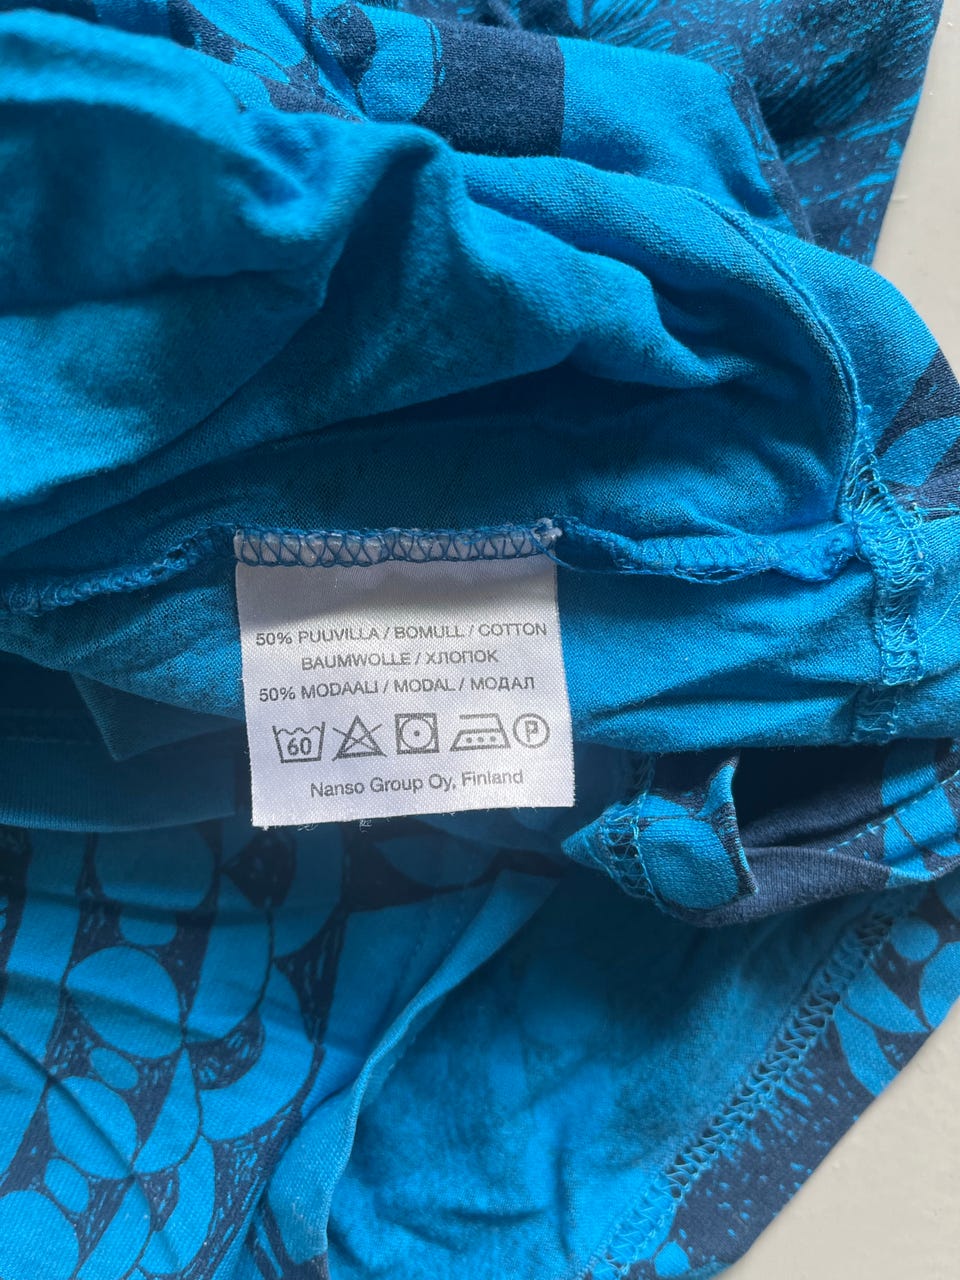 50% PUUVILLA / BOMULL / COTTON
BAUMWOLLE / ХЛОПОК
50% MODAALI / MODAL / МОДАЛ
60 P
Nanso Group Oy, Finland